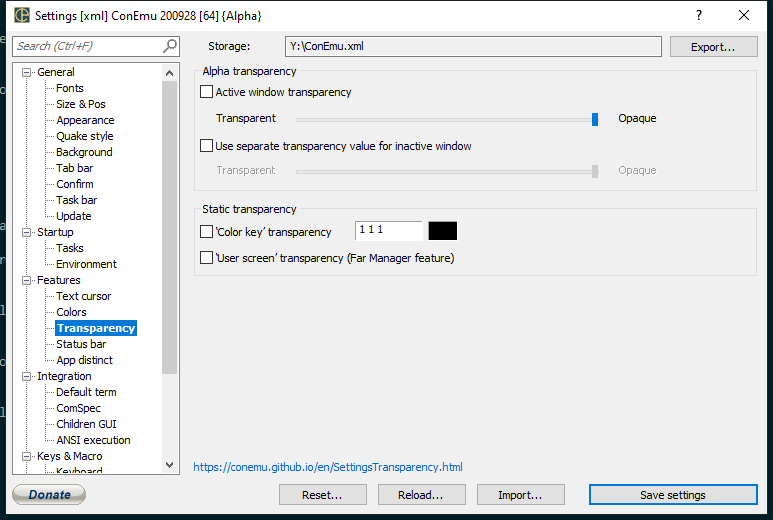 Settings [xml] ConEmu 200928 [64] {Alpha}
?
Search (Ctrl+F)
Storage:
Y:\ConEmu.xml
Export...
General
Fonts
Size & Pos
Appearance
Quake style
Background
Tab bar
Confirm
Task bar
Update
Startup
Tasks
Environment
Features
Text cursor
Colors
Transparency
Status bar
App distinct
Integration
Default term
ComSpec
Children GUI
ANSI execution
Keys & Macro
Keyboard
Alpha transparency
Active window transparency
Transparent
Opaque
Use separate transparency value for inactive window
Transparent
Opaque
Static transparency
'Color key' transparency
1 1 1
'User screen' transparency (Far Manager feature)
https://conemu.github.io/en/SettingsTransparency.html
Donate
Reset...
Reload...
Import...
Save settings